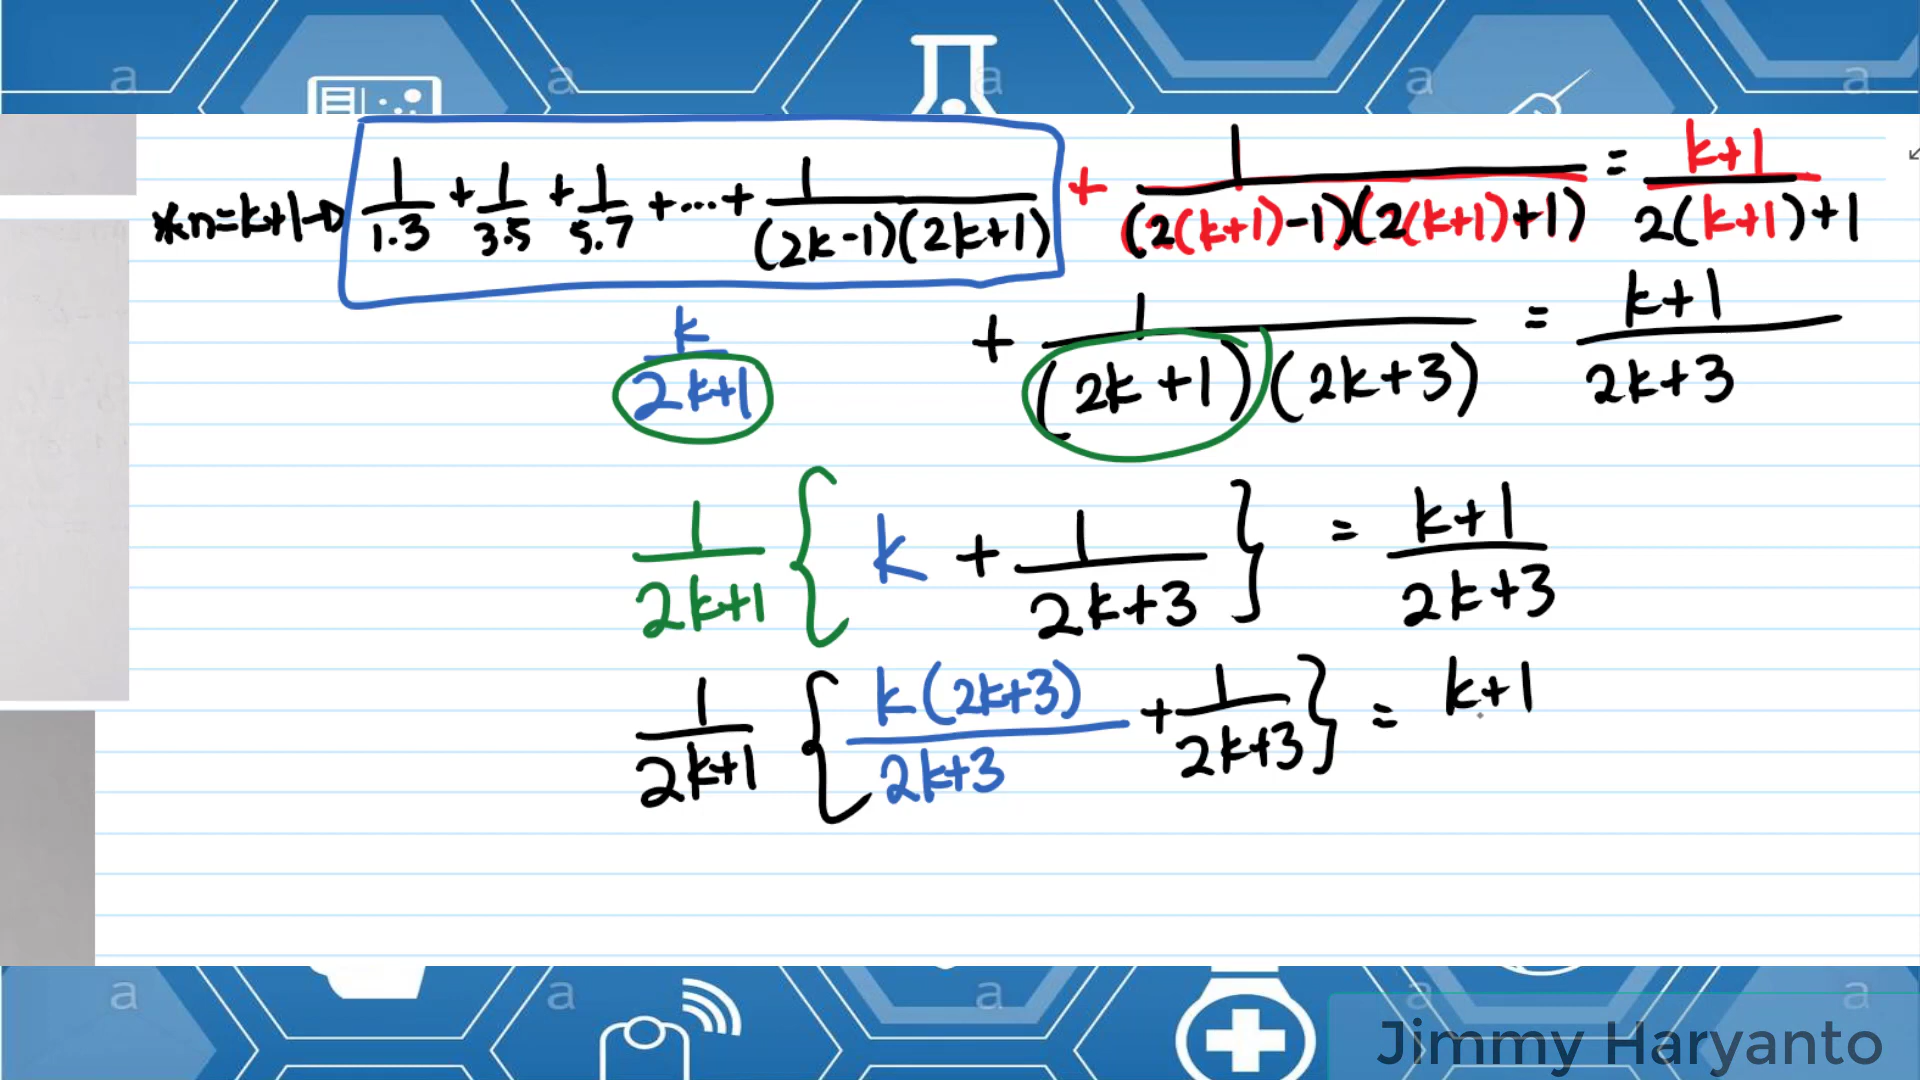 a a a a a
*n=k+1→ 1/1.3 + 1/3.5 + 1/5.7 + ... + 1/(2k-1)(2k+1) + 1/(2(k+1)-1)(2(k+1)+1) = k+1/2(k+1)+1
k/2k+1 + 1/(2k+1)(2k+3) = k+1/2k+3
1/2k+1 { k + 1/2k+3 } = k+1/2k+3
1/2k+1 { k(2k+3)/2k+3 + 1/2k+3 } = k+1
a a a a a
Jimmy Haryanto